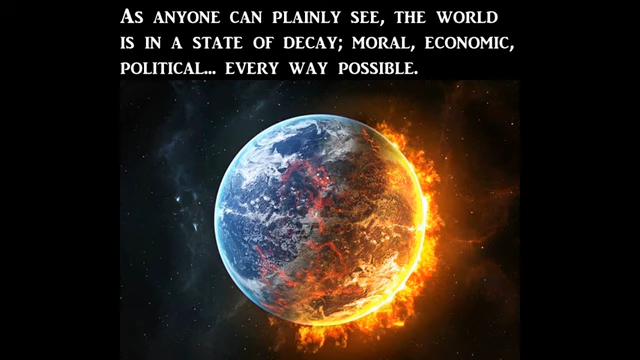 As anyone can plainly see, the world
is in a state of decay; moral, economic,
political... every way possible.